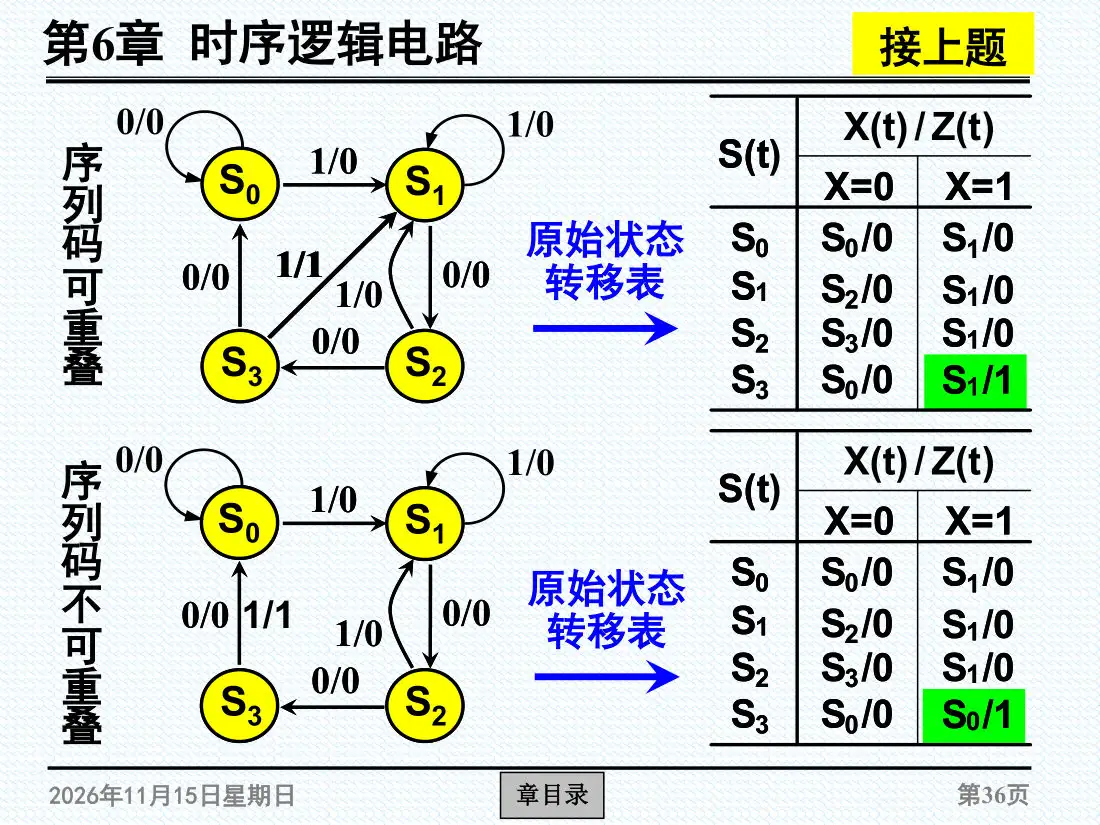 第6章 时序逻辑电路
接上题
序列码可重叠
0/0
1/0
1/0
S0
S1
0/0
1/1
1/0
0/0
0/0
S3
S2
原始状态
转移表
S(t) X(t) / Z(t)
X=0 X=1
S0 S0/0 S1/0
S1 S2/0 S1/0
S2 S3/0 S1/0
S3 S0/0 S1/1
序列码不可重叠
0/0
1/0
1/0
S0
S1
0/0 1/1
1/0
0/0
0/0
S3
S2
原始状态
转移表
S(t) X(t) / Z(t)
X=0 X=1
S0 S0/0 S1/0
S1 S2/0 S1/0
S2 S3/0 S1/0
S3 S0/0 S0/1
2026年11月15日星期日
章目录
第36页